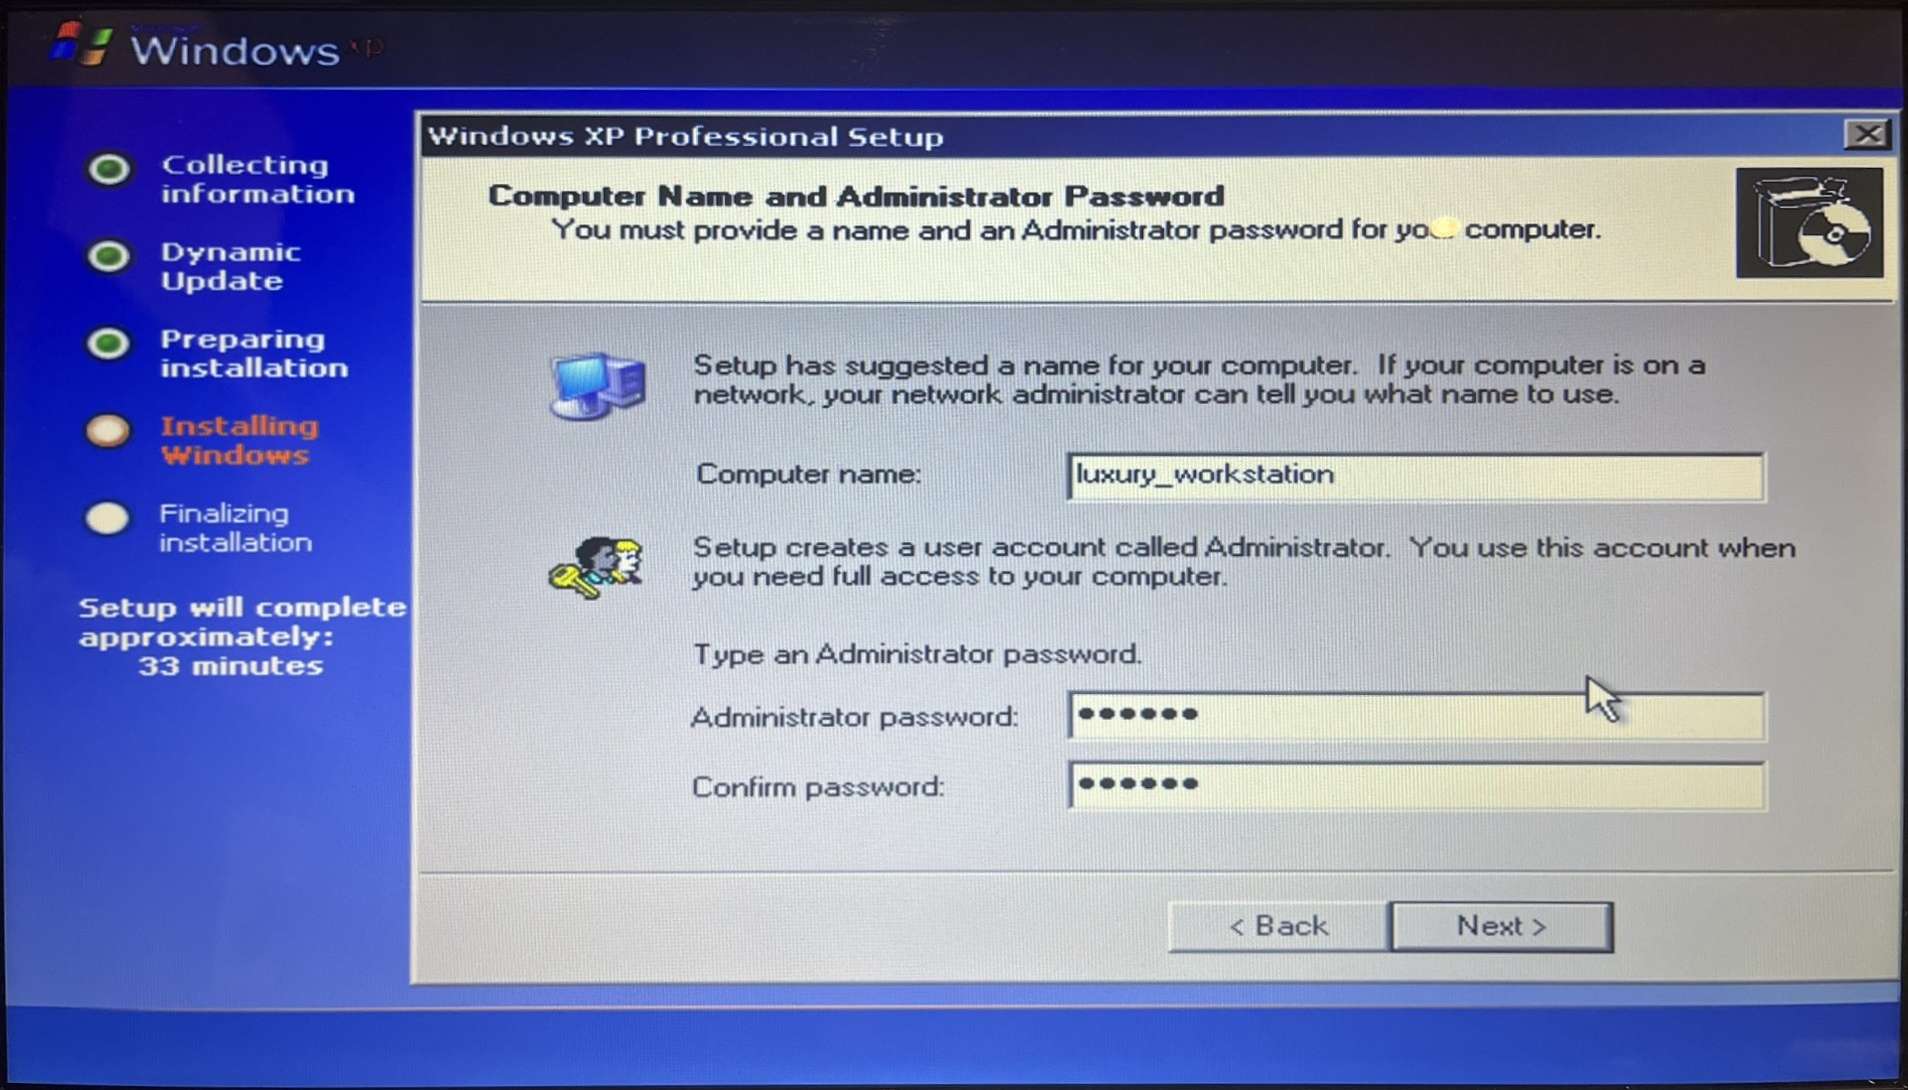 Windows xp
Collecting
information
Dynamic
Update
Preparing
installation
Installing
Windows
Finalizing
installation
Setup will complete
approximately:
33 minutes
Windows XP Professional Setup
Computer Name and Administrator Password
You must provide a name and an Administrator password for computer.
Setup has suggested a name for your computer. If your computer is on a
network, your network administrator can tell you what name to use.
Computer name: luxury_workstation
Setup creates a user account called Administrator. You use this account when
you need full access to your computer.
Type an Administrator password.
Administrator password: ••••••
Confirm password: ••••••
< Back Next >